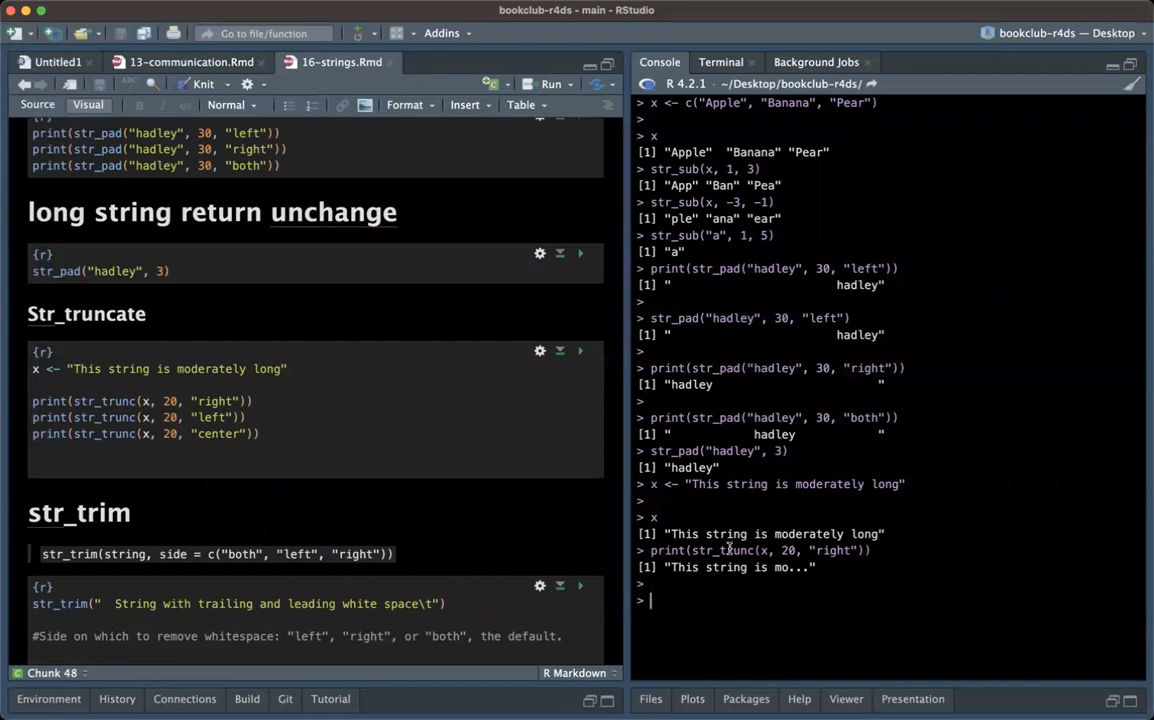 bookclub-r4ds - main - RStudio
Go to file/function
Addins
bookclub-r4ds — Desktop
Untitled1
13-communication.Rmd
16-strings.Rmd
Knit
Run
Source
Visual
B
I
Normal
Format
Insert
Table
print(str_pad("hadley", 30, "left"))
print(str_pad("hadley", 30, "right"))
print(str_pad("hadley", 30, "both"))
long string return unchange
{r}
str_pad("hadley", 3)
Str_truncate
{r}
x <- "This string is moderately long"
print(str_trunc(x, 20, "right"))
print(str_trunc(x, 20, "left"))
print(str_trunc(x, 20, "center"))
str_trim
str_trim(string, side = c("both", "left", "right"))
{r}
str_trim("  String with trailing and leading white space\t")
#Side on which to remove whitespace: "left", "right", or "both", the default.
Chunk 48
R Markdown
Environment
History
Connections
Build
Git
Tutorial
Console
Terminal
Background Jobs
R 4.2.1 · ~/Desktop/bookclub-r4ds/
> x <- c("Apple", "Banana", "Pear")
>
> x
[1] "Apple"  "Banana" "Pear"
> str_sub(x, 1, 3)
[1] "App" "Ban" "Pea"
> str_sub(x, -3, -1)
[1] "ple" "ana" "ear"
> str_sub("a", 1, 5)
[1] "a"
> print(str_pad("hadley", 30, "left"))
[1] "                        hadley"
>
> str_pad("hadley", 30, "left")
[1] "                        hadley"
>
> print(str_pad("hadley", 30, "right"))
[1] "hadley                        "
>
> print(str_pad("hadley", 30, "both"))
[1] "            hadley            "
> str_pad("hadley", 3)
[1] "hadley"
> x <- "This string is moderately long"
>
> x
[1] "This string is moderately long"
> print(str_trunc(x, 20, "right"))
[1] "This string is mo..."
>
>
Files
Plots
Packages
Help
Viewer
Presentation